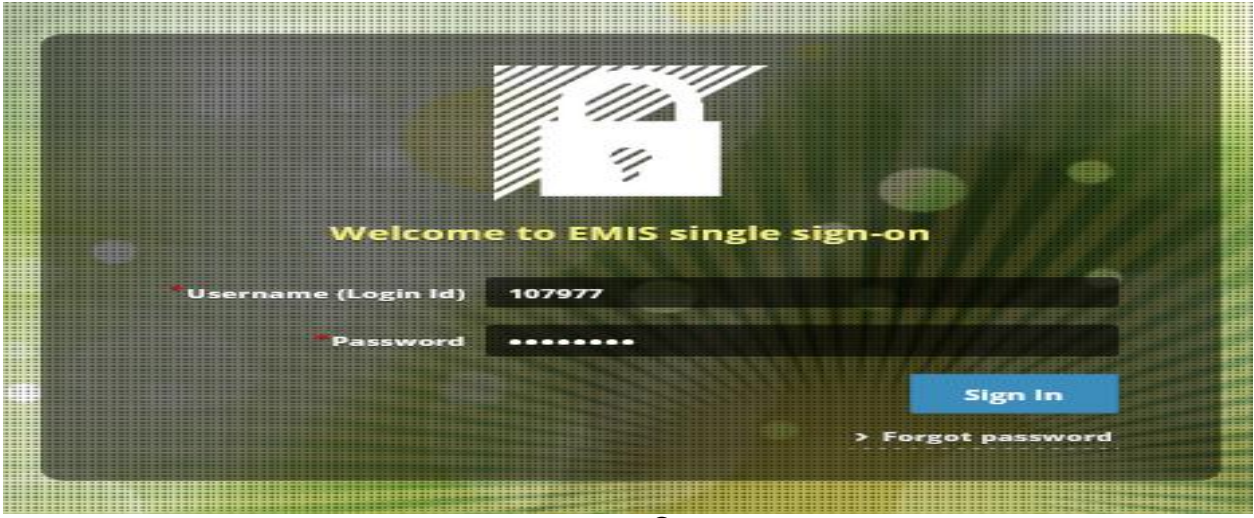 Welcome to EMIS single sign-on
*Username (Login Id) 107977
*Password ••••••••
Sign In
> Forgot password